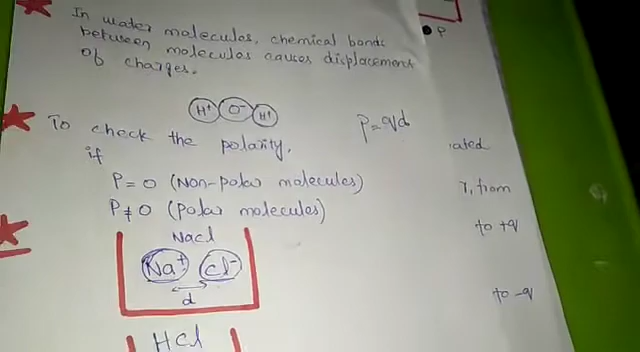 In water molecules, chemical bonds
between molecules causes displacement
of charges.
P
H+ O- H+
To check the polarity,
P=qd
if
ated
P=0 (Non-polar molecules)
r, from
P≠0 (polar molecules)
to +q
NaCl
Na+ Cl-
d
to -q
HCl